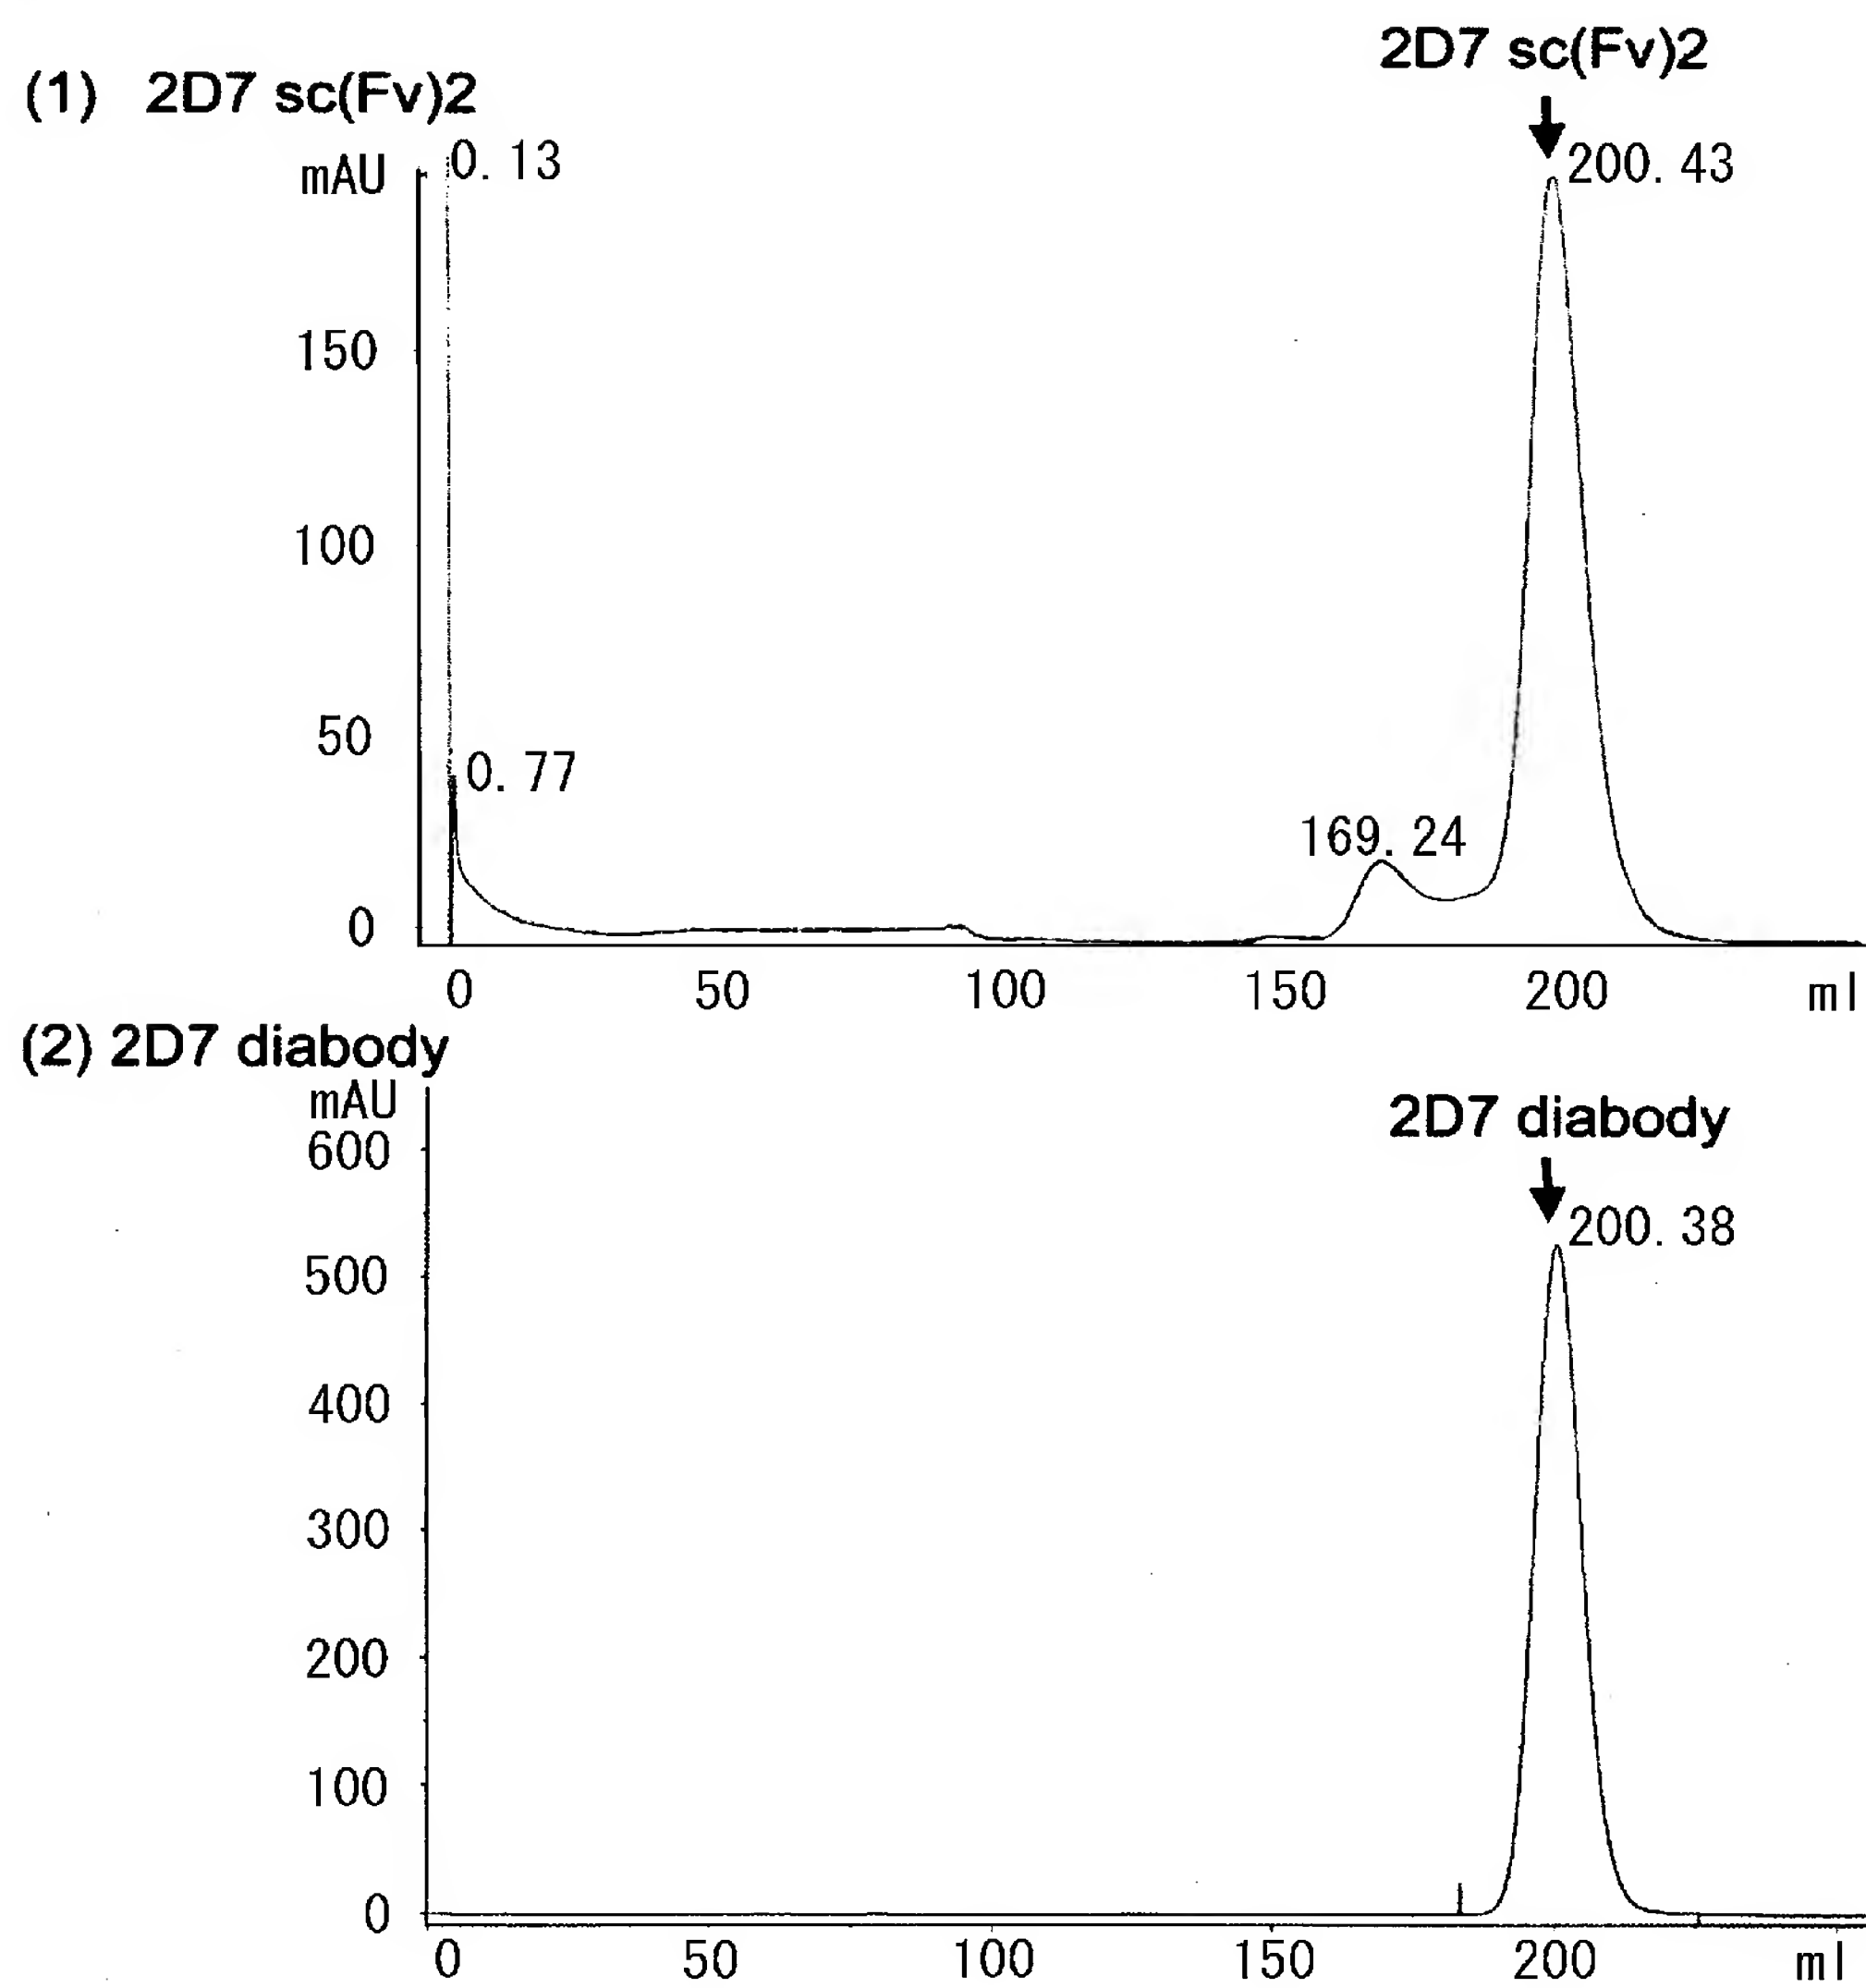 2D7 sc(Fv)2
(1) 2D7 sc(Fv)2
mAU
0.13
200.43
150
100
50
0.77
169.24
0
0 50 100 150 200 ml
(2) 2D7 diabody
mAU
2D7 diabody
600
200.38
500
400
300
200
100
0
0 50 100 150 200 ml